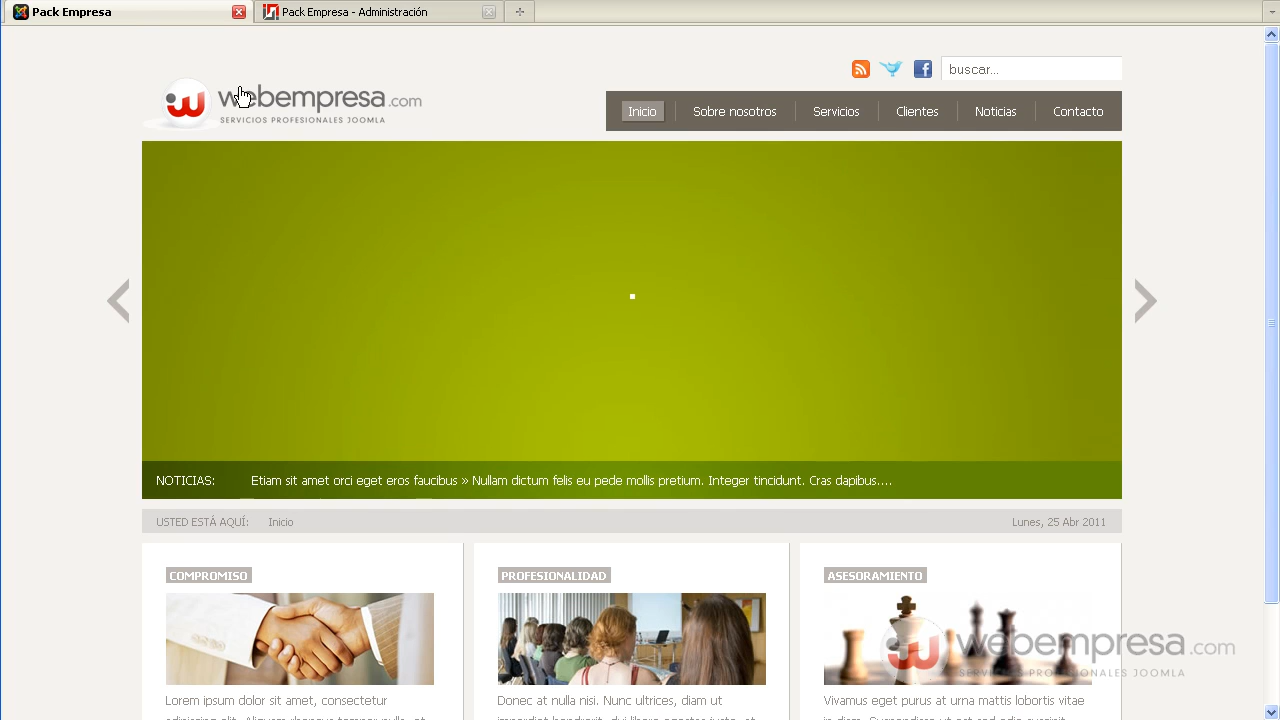 Pack Empresa
Pack Empresa - Administración
buscar...
webempresa.com
SERVICIOS PROFESIONALES JOOMLA
Inicio
Sobre nosotros
Servicios
Clientes
Noticias
Contacto
NOTICIAS: Etiam sit amet orci eget eros faucibus » Nullam dictum felis eu pede mollis pretium. Integer tincidunt. Cras dapibus....
USTED ESTÁ AQUÍ: Inicio
Lunes, 25 Abr 2011
COMPROMISO
PROFESIONALIDAD
ASESORAMIENTO
webempresa.com
SERVICIOS PROFESIONALES JOOMLA
Lorem ipsum dolor sit amet, consectetur
Donec at nulla nisi. Nunc ultrices, diam ut
Vivamus eget purus at urna mattis lobortis vitae